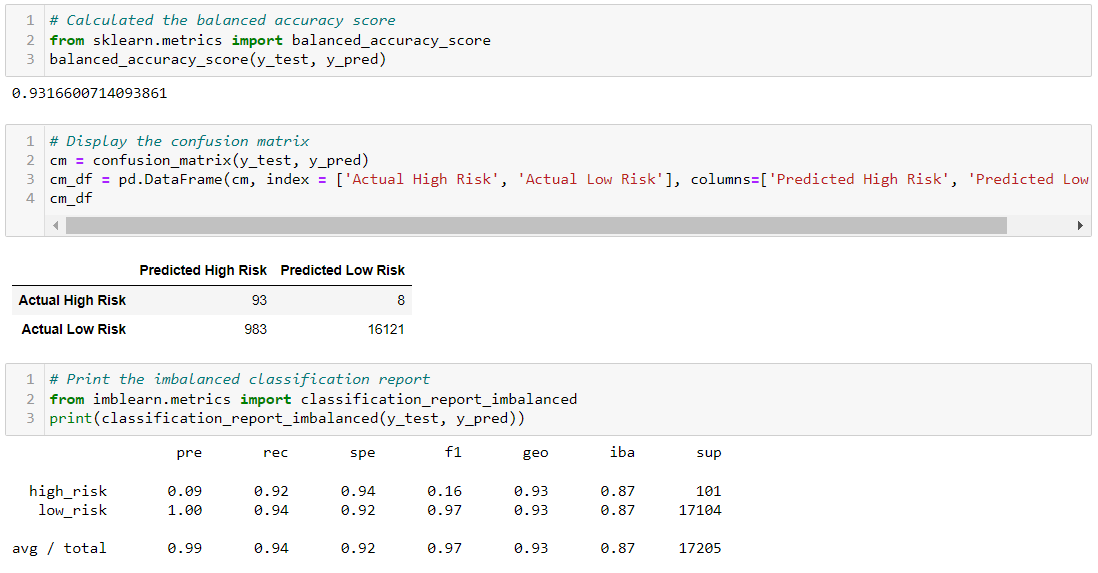 1 # Calculated the balanced accuracy score
2 from sklearn.metrics import balanced_accuracy_score
3 balanced_accuracy_score(y_test, y_pred)
0.9316600714093861
1 # Display the confusion matrix
2 cm = confusion_matrix(y_test, y_pred)
3 cm_df = pd.DataFrame(cm, index = ['Actual High Risk', 'Actual Low Risk'], columns=['Predicted High Risk', 'Predicted Low
4 cm_df
Predicted High Risk Predicted Low Risk
Actual High Risk 93 8
Actual Low Risk 983 16121
1 # Print the imbalanced classification report
2 from imblearn.metrics import classification_report_imbalanced
3 print(classification_report_imbalanced(y_test, y_pred))
pre rec spe f1 geo iba sup
high_risk 0.09 0.92 0.94 0.16 0.93 0.87 101
low_risk 1.00 0.94 0.92 0.97 0.93 0.87 17104
avg / total 0.99 0.94 0.92 0.97 0.93 0.87 17205